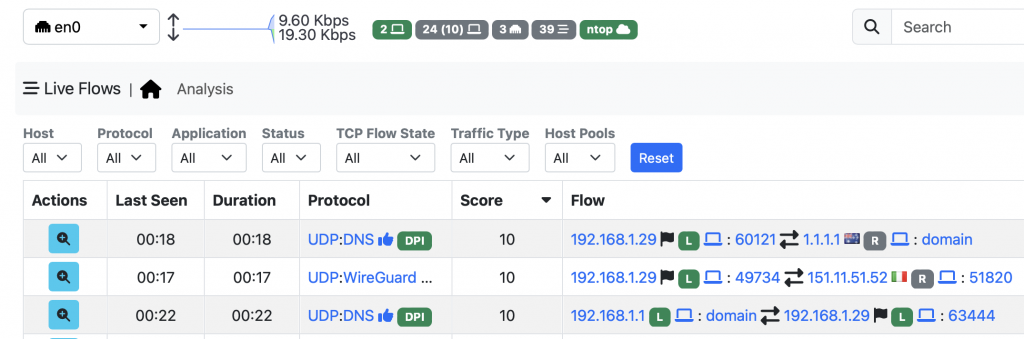 en0 9.60 Kbps
19.30 Kbps 2 24 (10) 3 39 ntop Search
Live Flows | Analysis
Host Protocol Application Status TCP Flow State Traffic Type Host Pools
All All All All All All All Reset
Actions Last Seen Duration Protocol Score Flow
00:18 00:18 UDP:DNS DPI 10 192.168.1.29 L : 60121 1.1.1.1 R : domain
00:17 00:17 UDP:WireGuard ... 10 192.168.1.29 L : 49734 151.11.51.52 R : 51820
00:22 00:22 UDP:DNS DPI 10 192.168.1.1 L : domain 192.168.1.29 L : 63444